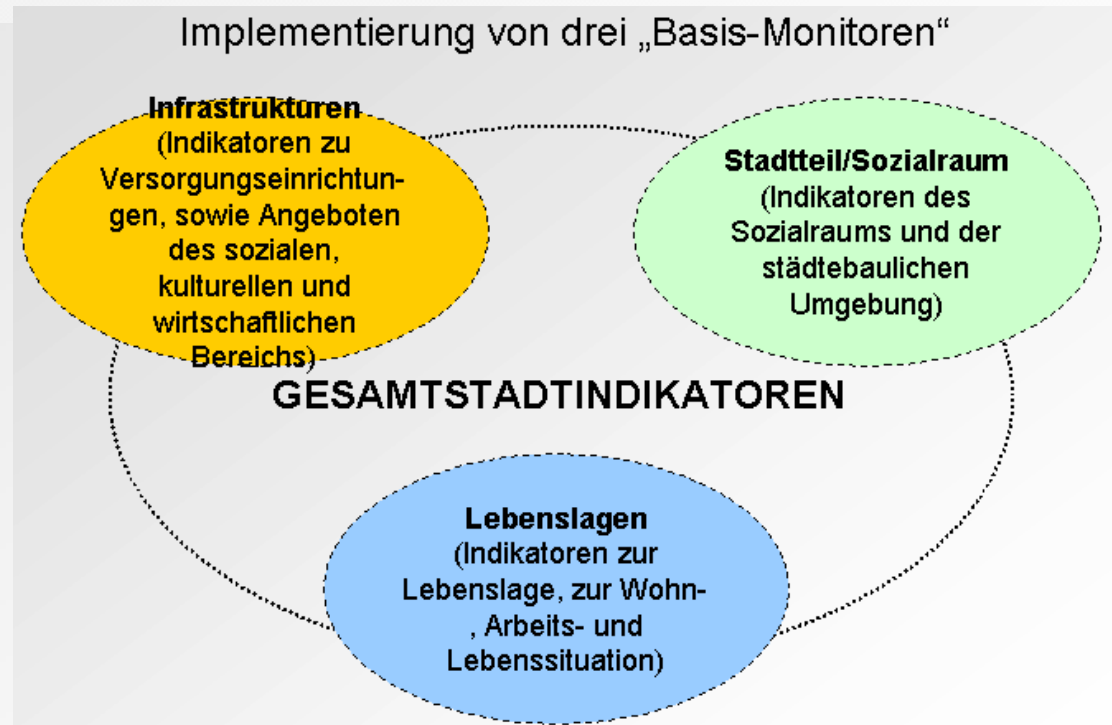 Implementierung von drei „Basis-Monitoren“
Infrastrukturen
(Indikatoren zu
Versorgungseinrichtun-
gen, sowie Angeboten
des sozialen,
kulturellen und
wirtschaftlichen
Bereichs)
Stadtteil/Sozialraum
(Indikatoren des
Sozialraums und der
städtebaulichen
Umgebung)
GESAMTSTADTINDIKATOREN
Lebenslagen
(Indikatoren zur
Lebenslage, zur Wohn-
, Arbeits- und
Lebenssituation)